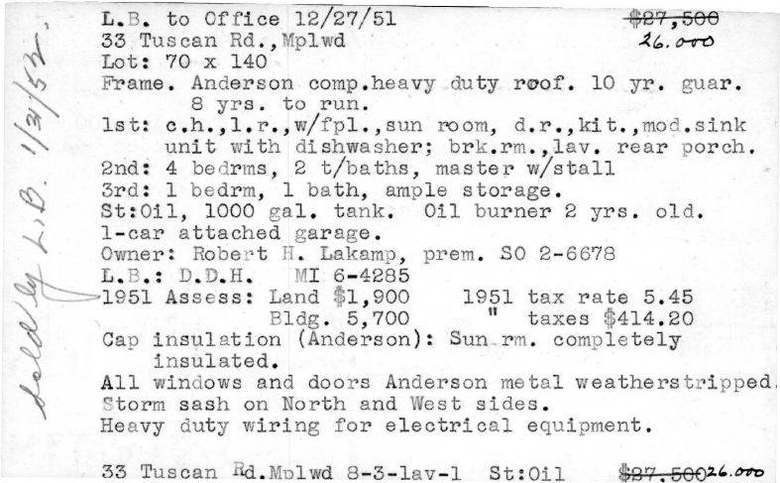 L.B. to Office 12/27/51 $27,500
33 Tuscan Rd., Mplwd 26.000
Lot: 70 x 140
Frame. Anderson comp.heavy duty roof. 10 yr. guar.
8 yrs. to run.
1st: c.h.,l.r.,w/fpl.,sun room, d.r.,kit.,mod.sink
unit with dishwasher; brk.rm.,lav. rear porch.
2nd: 4 bedrms, 2 t/baths, master w/stall
3rd: 1 bedrm, 1 bath, ample storage.
St:Oil, 1000 gal. tank. Oil burner 2 yrs. old.
1-car attached garage.
Owner: Robert H. Lakamp, prem. SO 2-6678
L.B.: D.D.H. MI 6-4285
1951 Assess: Land $1,900 1951 tax rate 5.45
Bldg. 5,700 " taxes $414.20
Cap insulation (Anderson): Sun rm. completely
insulated.
All windows and doors Anderson metal weatherstripped.
Storm sash on North and West sides.
Heavy duty wiring for electrical equipment.
33 Tuscan Rd.Mplwd 8-3-lav-1 St:Oil $27,500 26.000
Sold by L.B. 1/31/52.